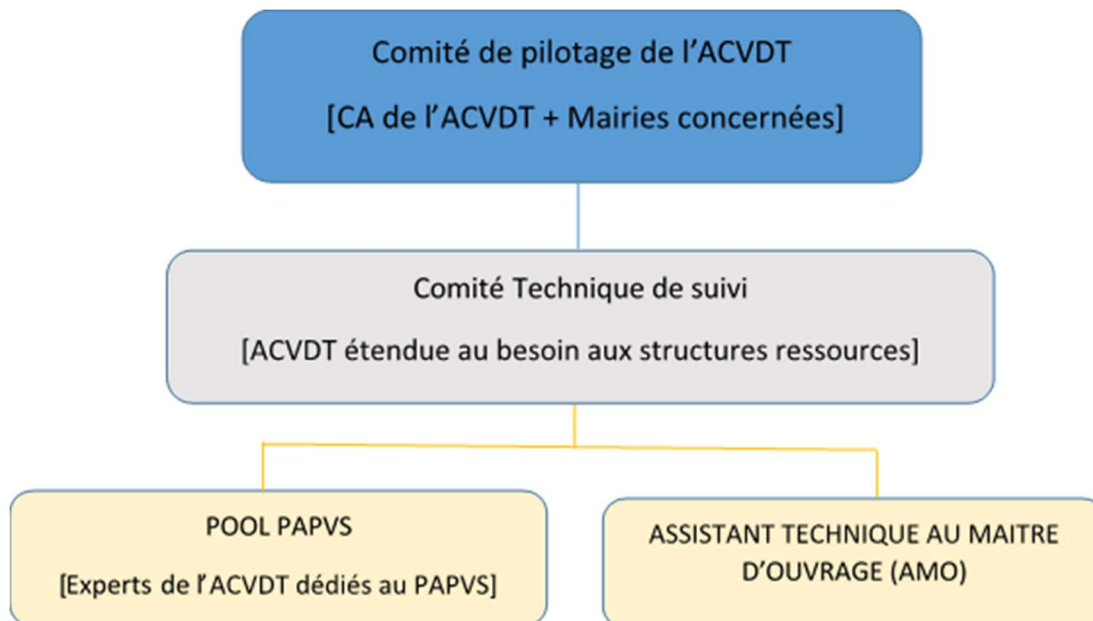 Comité de pilotage de l’ACVDT
[CA de l’ACVDT + Mairies concernées]
Comité Technique de suivi
[ACVDT étendue au besoin aux structures ressources]
POOL PAPVS
[Experts de l’ACVDT dédiés au PAPVS]
ASSISTANT TECHNIQUE AU MAITRE
D’OUVRAGE (AMO)